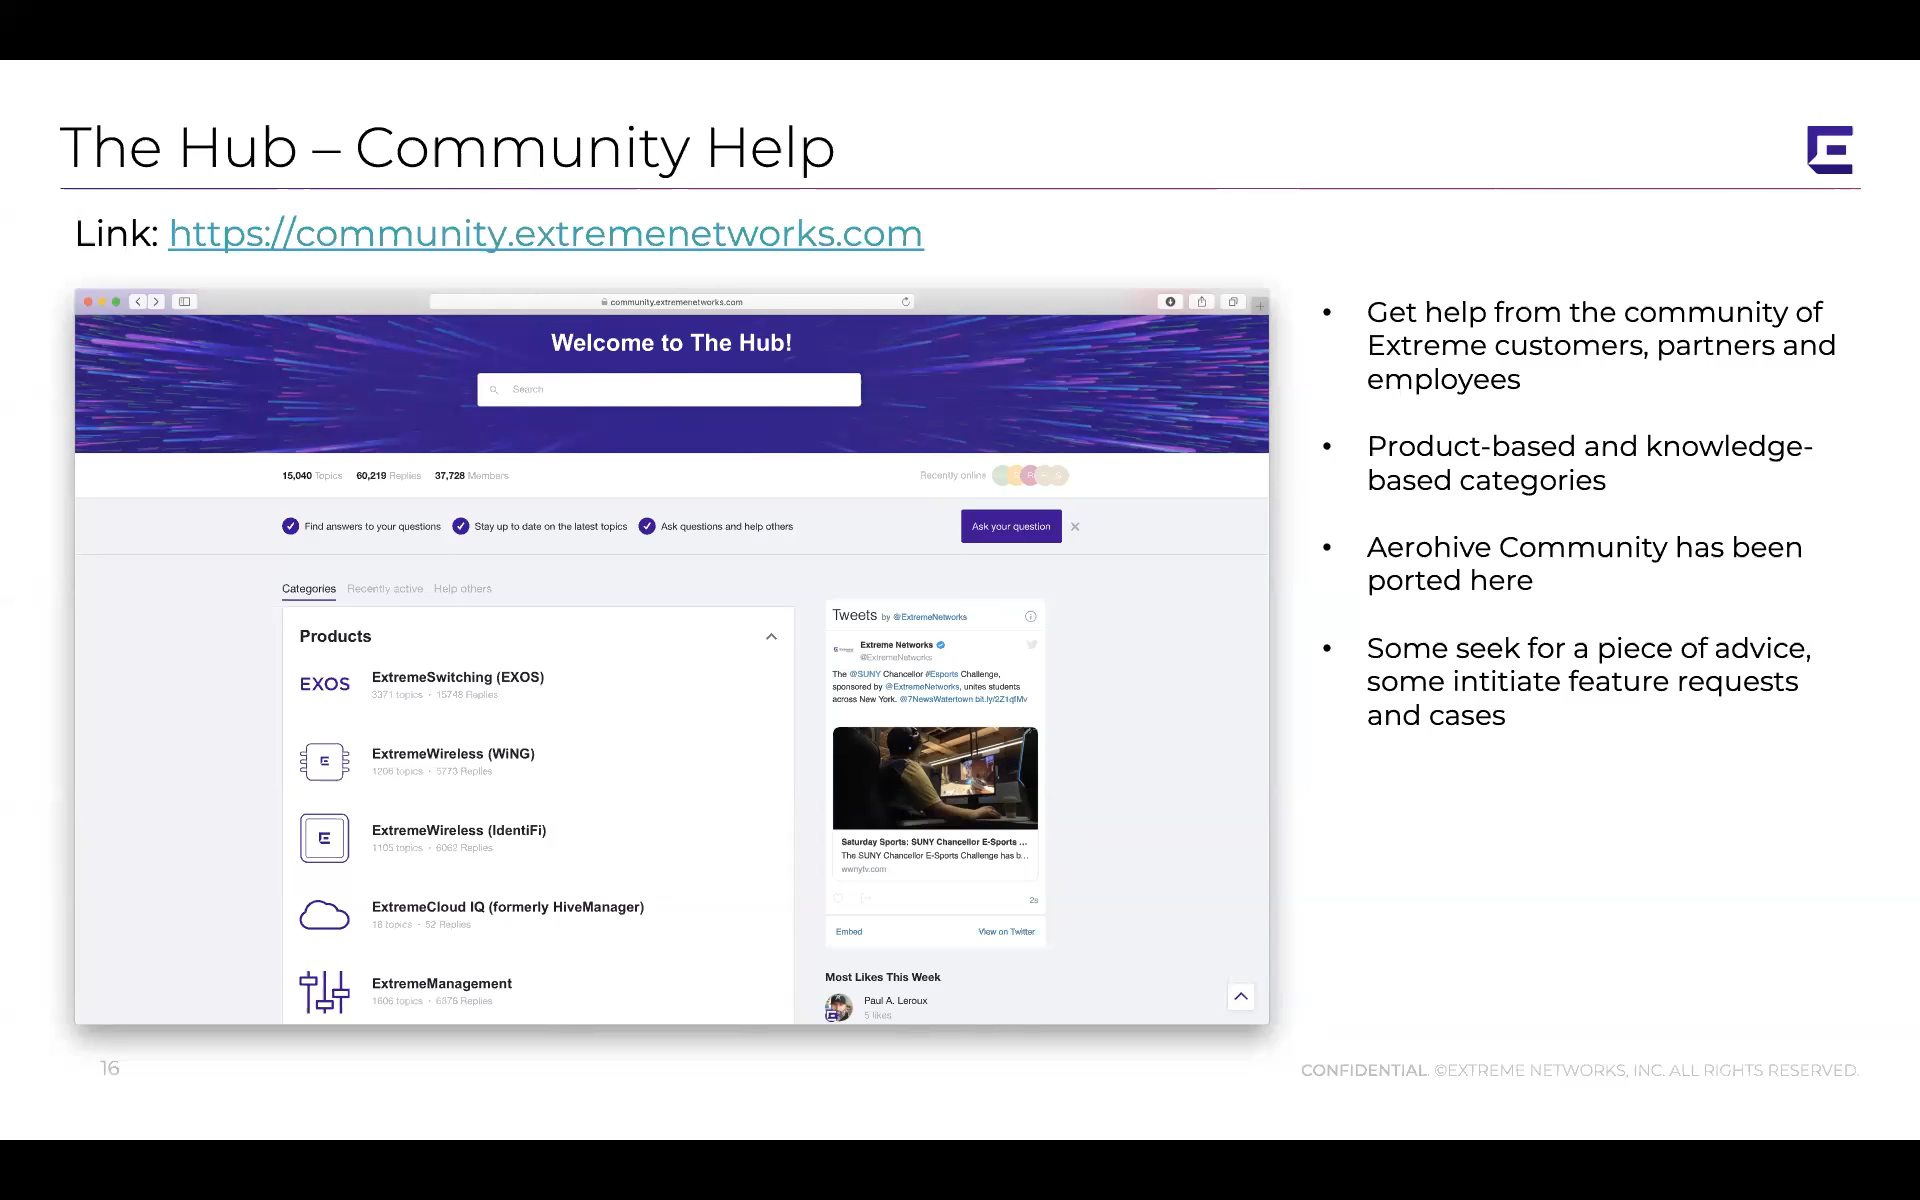 The Hub – Community Help
Link: https://community.extremenetworks.com
community.extremenetworks.com
Welcome to The Hub!
Search
15,040 Topics 60,219 Replies 37,728 Members
Recently online
Find answers to your questions
Stay up to date on the latest topics
Ask questions and help others
Ask your question
Categories Recently active Help others
Products
EXOS
ExtremeSwitching (EXOS)
3371 topics · 15748 Replies
ExtremeWireless (WiNG)
1206 topics · 5773 Replies
ExtremeWireless (IdentiFi)
1105 topics · 6062 Replies
ExtremeCloud IQ (formerly HiveManager)
18 topics · 52 Replies
ExtremeManagement
1606 topics · 6375 Replies
Tweets by @ExtremeNetworks
Extreme Networks
@ExtremeNetworks
The @SUNY Chancellor #Esports Challenge,
sponsored by @ExtremeNetworks, unites students
across New York. @7NewsWatertown bit.ly/2Z1qfMv
Saturday Sports: SUNY Chancellor E-Sports ...
The SUNY Chancellor E-Sports Challenge has b...
wwnytv.com
2s
Embed
View on Twitter
Most Likes This Week
Paul A. Leroux
5 likes
• Get help from the community of
Extreme customers, partners and
employees
• Product-based and knowledge-
based categories
• Aerohive Community has been
ported here
• Some seek for a piece of advice,
some intitiate feature requests
and cases
16
CONFIDENTIAL. ©EXTREME NETWORKS, INC. ALL RIGHTS RESERVED.